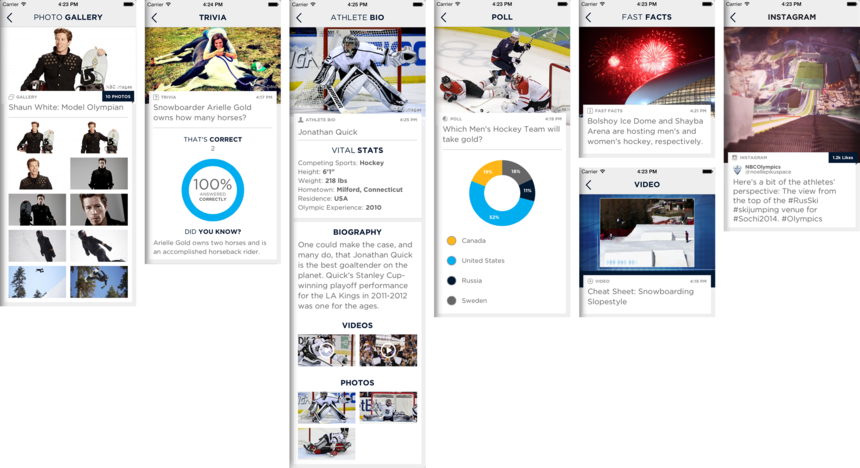 Carrier 4:23 PM
PHOTO GALLERY
NBC Images
GALLERY
10 PHOTOS
Shaun White: Model Olympian
Carrier 4:24 PM
TRIVIA
TRIVIA 4:17 PM
Snowboarder Arielle Gold
owns how many horses?
THAT'S CORRECT
2
100%
ANSWERED
CORRECTLY
DID YOU KNOW?
Arielle Gold owns two horses and is
an accomplished horseback rider.
Carrier 4:25 PM
ATHLETE BIO
ATHLETE BIO 4:25 PM
Jonathan Quick
VITAL STATS
Competing Sports: Hockey
Height: 6'1"
Weight: 218 lbs
Hometown: Milford, Connecticut
Residence: USA
Olympic Experience: 2010
BIOGRAPHY
One could make the case, and
many do, that Jonathan Quick
is the best goaltender on the
planet. Quick's Stanley Cup-
winning playoff performance
for the LA Kings in 2011-2012
was one for the ages.
VIDEOS
PHOTOS
Carrier 4:23 PM
POLL
POLL 4:19 PM
Which Men's Hockey Team will
take gold?
18%
11%
52%
Canada
United States
Russia
Sweden
Carrier 4:23 PM
FAST FACTS
FAST FACTS 4:21 PM
Bolshoy Ice Dome and Shayba
Arena are hosting men's and
women's hockey, respectively.
Carrier 4:23 PM
VIDEO
VIDEO 4:19 PM
Cheat Sheet: Snowboarding
Slopestyle
Carrier 4:23 PM
INSTAGRAM
INSTAGRAM
1.2k Likes
NBCOlympics
Here's a bit of the athletes'
perspective: The view from
the top of the #RusSki
#skijumping venue for
#Sochi2014. #Olympics